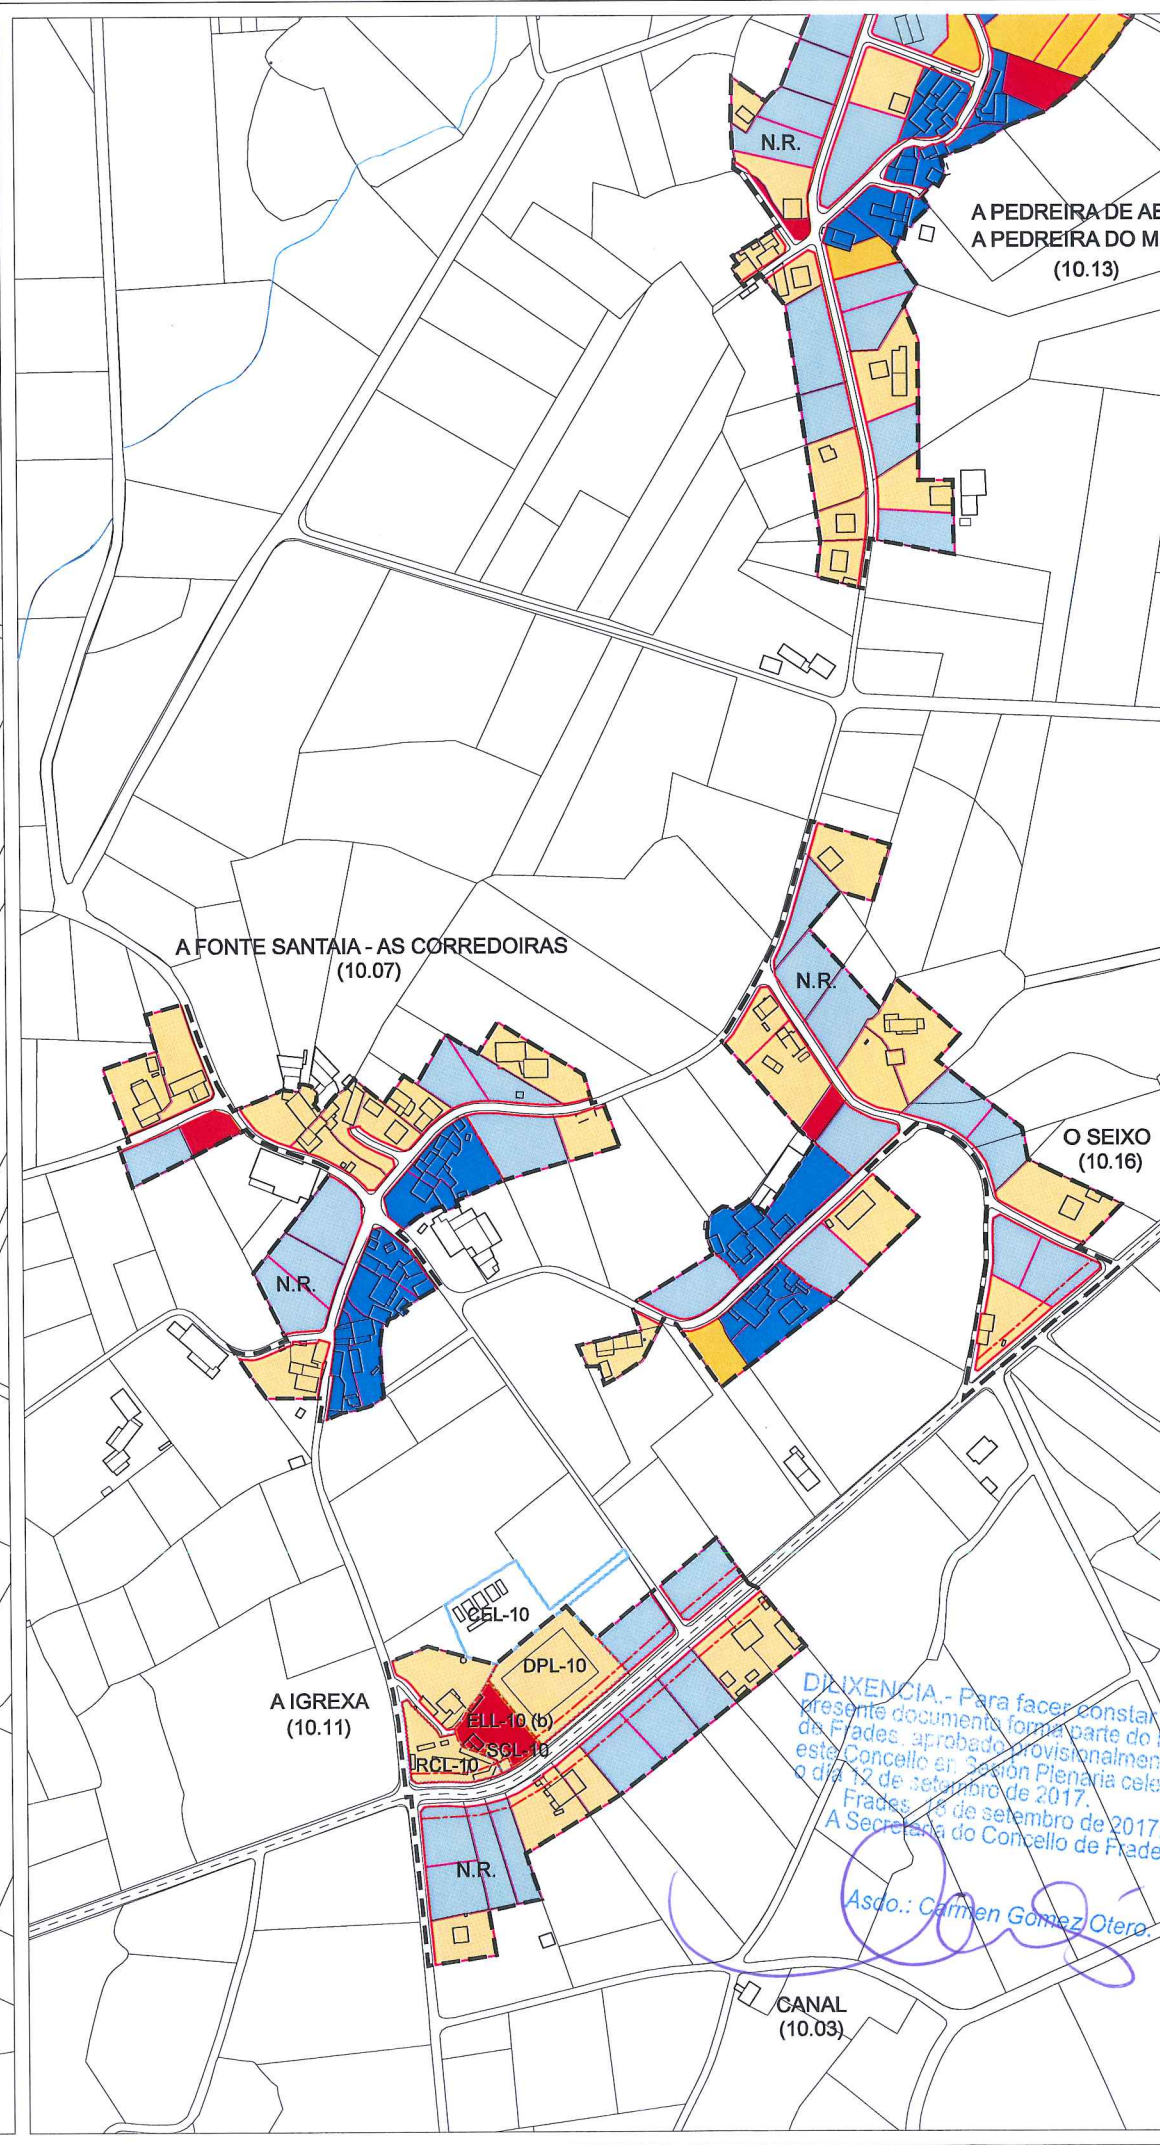 N.R.
A PEDREIRA DE AB
A PEDREIRA DO M
(10.13)
A FONTE SANTAIA - AS CORREDOIRAS
(10.07)
N.R.
O SEIXO
(10.16)
N.R.
CEL-10
DPL-10
A IGREXA
(10.11)
ELL-10 (b)
SCL-10
RCL-10
N.R.
DILIXENCIA.- Para facer constar
presente documento forma parte do
de Frades, aprobado provisionalmen
este Concello en Sesión Plenaria cele
o día 12 de setembro de 2017.
Frades, 18 de setembro de 2017.
A Secretaria do Concello de Frade
Asdo.: Carmen Gómez Otero.
CANAL
(10.03)